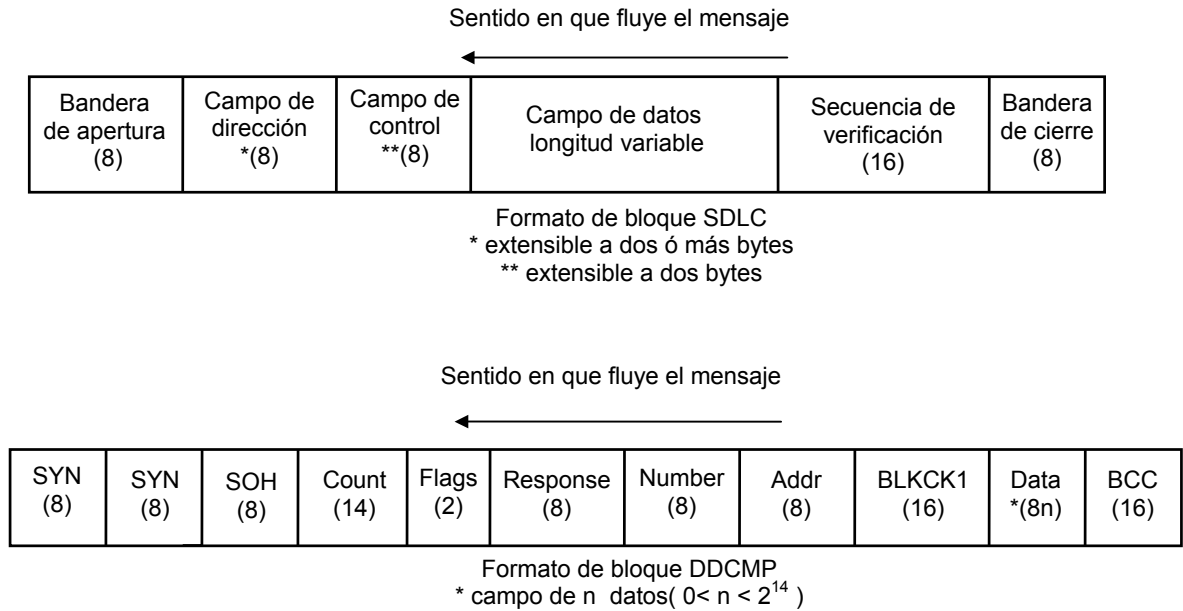 Sentido en que fluye el mensaje
Bandera de apertura (8)
Campo de dirección *(8)
Campo de control **(8)
Campo de datos longitud variable
Secuencia de verificación (16)
Bandera de cierre (8)
Formato de bloque SDLC
* extensible a dos ó más bytes
** extensible a dos bytes
Sentido en que fluye el mensaje
SYN (8)
SYN (8)
SOH (8)
Count (14)
Flags (2)
Response (8)
Number (8)
Addr (8)
BLKCK1 (16)
Data *(8n)
BCC (16)
Formato de bloque DDCMP
* campo de n datos( 0< n < 2^14 )